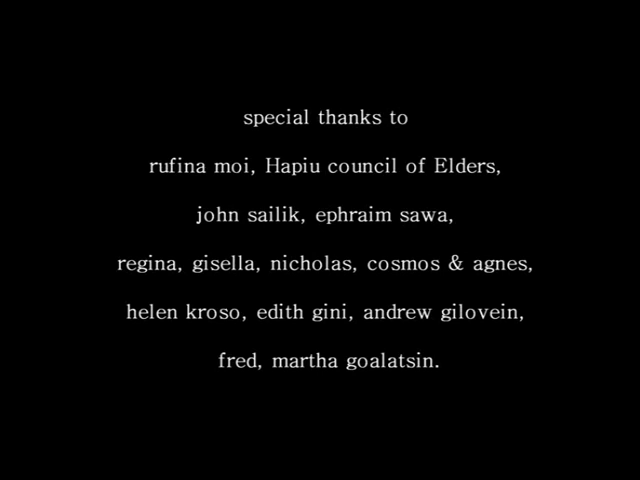 special thanks to
rufina moi, Hapiu council of Elders,
john sailik, ephraim sawa,
regina, gisella, nicholas, cosmos & agnes,
helen kroso, edith gini, andrew gilovein,
fred, martha goalatsin.